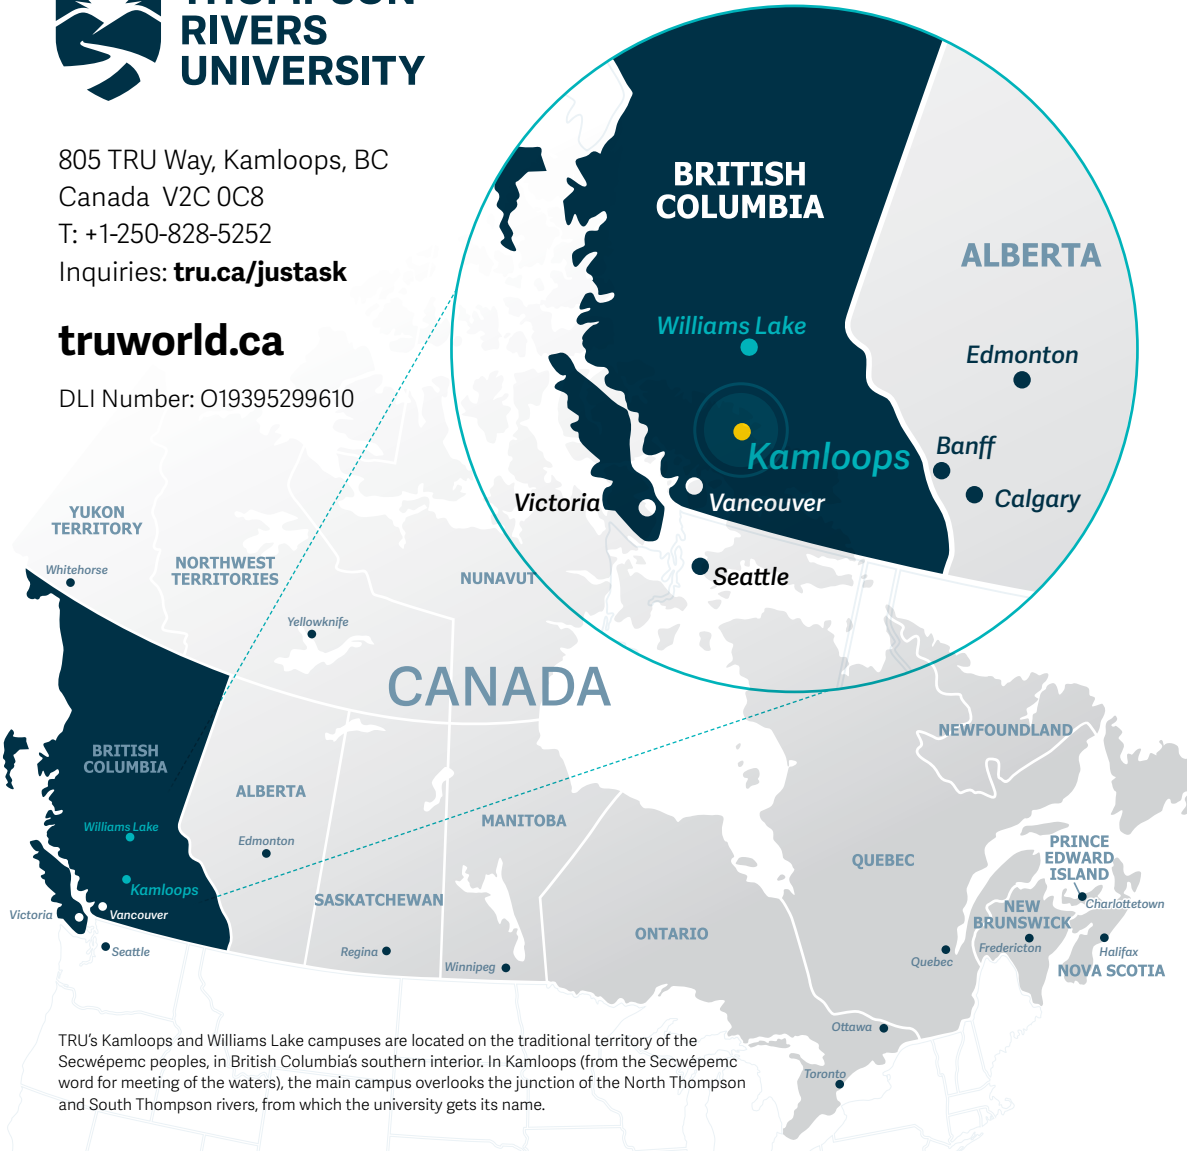 THOMPSON
RIVERS
UNIVERSITY
805 TRU Way, Kamloops, BC
Canada V2C 0C8
T: +1-250-828-5252
Inquiries: tru.ca/justask
truworld.ca
DLI Number: O19395299610
BRITISH
COLUMBIA
ALBERTA
Williams Lake
Edmonton
Kamloops
Banff
Calgary
Victoria
Vancouver
Seattle
YUKON
TERRITORY
Whitehorse
NORTHWEST
TERRITORIES
NUNAVUT
Yellowknife
CANADA
BRITISH
COLUMBIA
Williams Lake
Kamloops
Victoria
Vancouver
Seattle
ALBERTA
Edmonton
SASKATCHEWAN
Regina
MANITOBA
Winnipeg
ONTARIO
QUEBEC
NEWFOUNDLAND
PRINCE
EDWARD
ISLAND
Charlottetown
NEW
BRUNSWICK
Fredericton
Halifax
NOVA SCOTIA
Quebec
Ottawa
Toronto
TRU's Kamloops and Williams Lake campuses are located on the traditional territory of the
Secwépemc peoples, in British Columbia's southern interior. In Kamloops (from the Secwépemc
word for meeting of the waters), the main campus overlooks the junction of the North Thompson
and South Thompson rivers, from which the university gets its name.